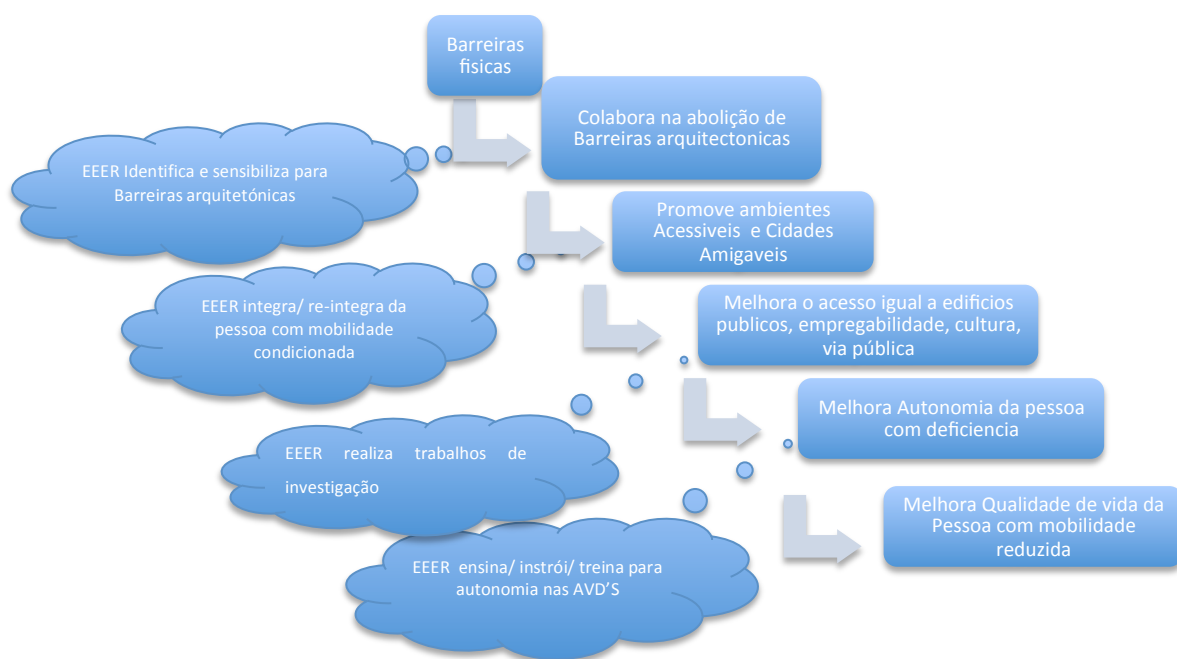 Barreiras
fisicas
Colabora na abolição de
Barreiras arquitectonicas
EEER Identifica e sensibiliza para
Barreiras arquitetónicas
Promove ambientes
Acessiveis e Cidades
Amigaveis
EEER integra/ re-integra da
pessoa com mobilidade
condicionada
Melhora o acesso igual a edificios
publicos, empregabilidade, cultura,
via pública
Melhora Autonomia da pessoa
com deficiencia
EEER realiza trabalhos de
investigação
Melhora Qualidade de vida da
Pessoa com mobilidade
reduzida
EEER ensina/ instrói/ treina para
autonomia nas AVD'S